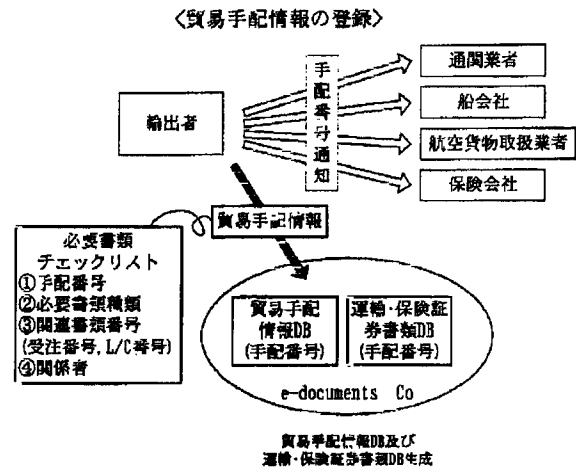 〈貿易手配情報の登録〉
輸出者
手配番号通知
通関業者
船会社
航空貨物取扱業者
保険会社
貿易手配情報
必要書類
チェックリスト
①手配番号
②必要書類種類
③関連書類番号
(受注番号,L/C番号)
④関係者
貿易手配
情報DB
(手配番号)
運輸・保険証
券書類DB
(手配番号)
e-documents Co
貿易手配情報DB及び
運輸・保険証券書類DB生成